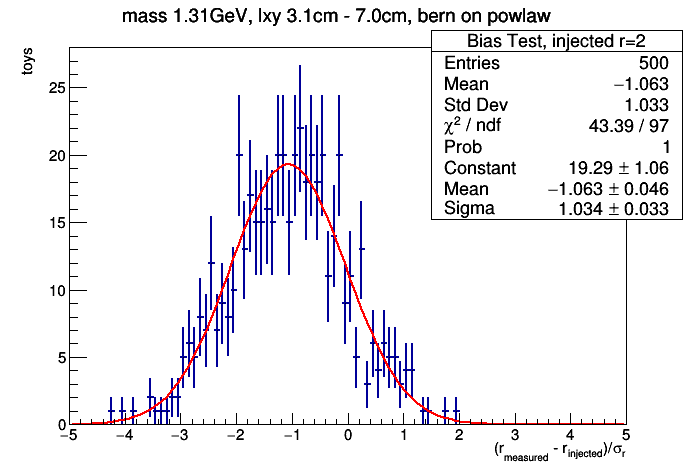 mass 1.31GeV, lxy 3.1cm - 7.0cm, bern on powlaw
Bias Test, injected r=2
Entries 500
Mean −1.063
Std Dev 1.033
χ² / ndf 43.39 / 97
Prob 1
Constant 19.29 ± 1.06
Mean −1.063 ± 0.046
Sigma 1.034 ± 0.033
toys
25
20
15
10
5
0
−5 −4 −3 −2 −1 0 1 2 3 4 5
(r_measured - r_injected)/σ_r